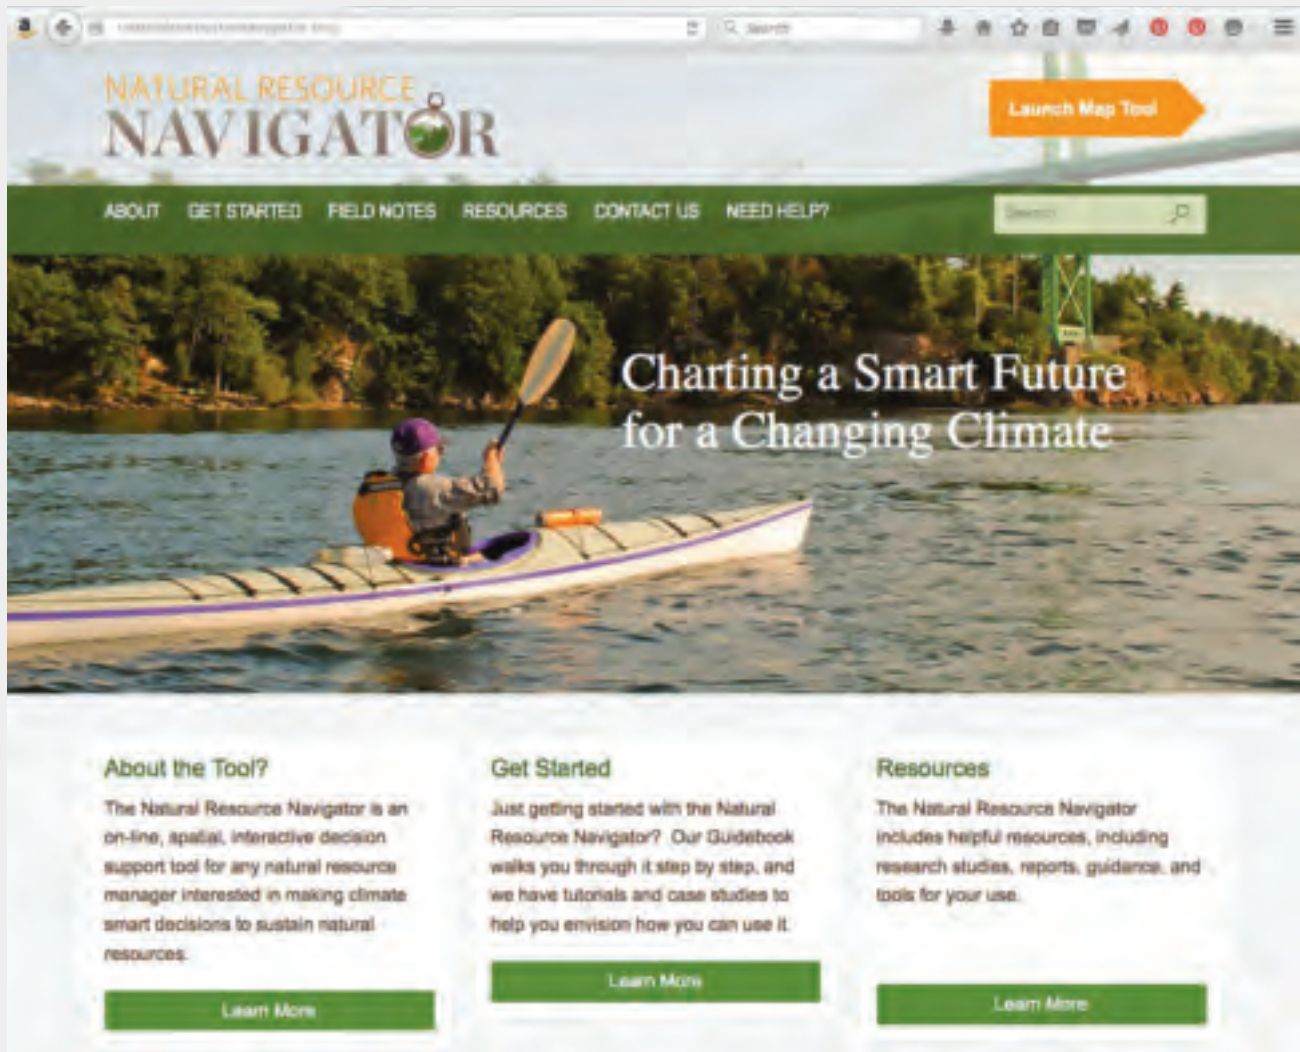 Search
NATURAL RESOURCE
NAVIGATOR
Launch Map Tool
ABOUT GET STARTED FIELD NOTES RESOURCES CONTACT US NEED HELP?
Search
Charting a Smart Future
for a Changing Climate
About the Tool?
The Natural Resource Navigator is an
on-line, spatial, interactive decision
support tool for any natural resource
manager interested in making climate
smart decisions to sustain natural
resources.
Learn More
Get Started
Just getting started with the Natural
Resource Navigator? Our Guidebook
walks you through it step by step, and
we have tutorials and case studies to
help you envision how you can use it.
Learn More
Resources
The Natural Resource Navigator
includes helpful resources, including
research studies, reports, guidance, and
tools for your use.
Learn More